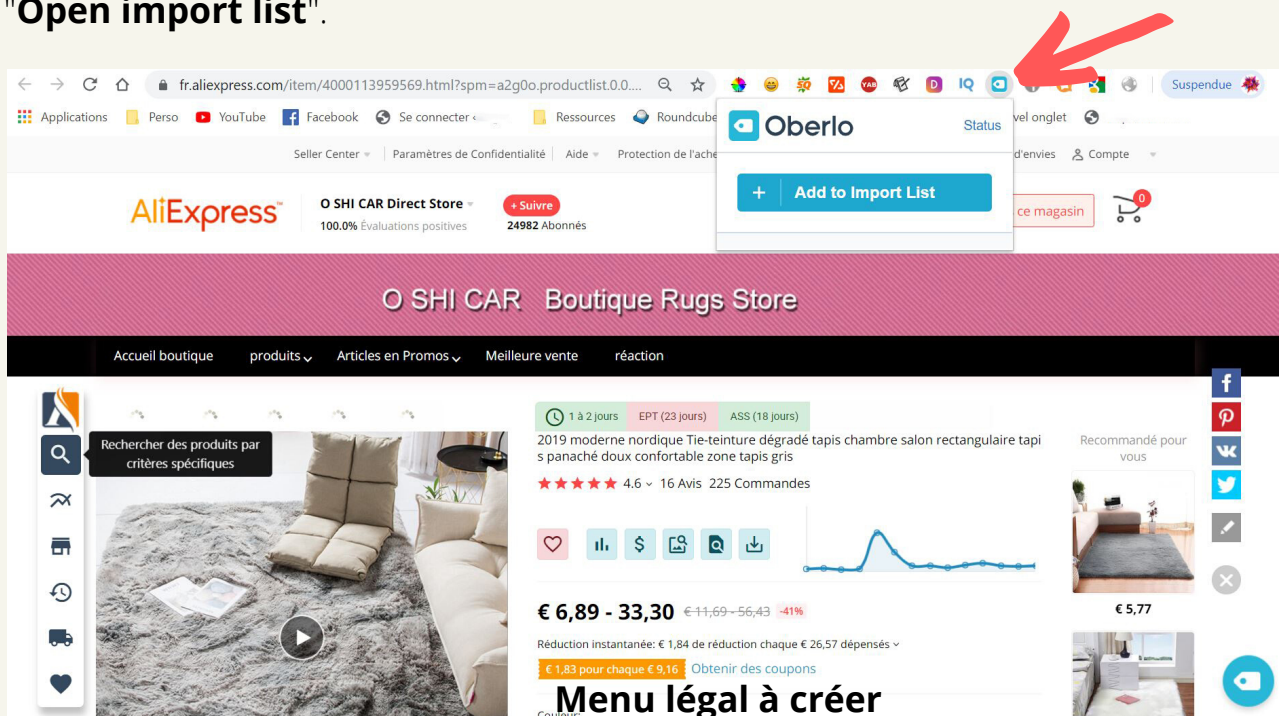 "Open import list".
fr.aliexpress.com/item/4000113955569.html?spm=a2g0o.productlist.0.0....
50
YAB
D
IQ
Suspendue
Applications
Perso
YouTube
Facebook
Se connecter
Ressources
Roundcube
vel onglet
Oberlo
Status
+ Add to Import List
Seller Center
Paramètres de Confidentialité
Aide
Protection de l'ache
d'envies
Compte
AliExpress™
O SHI CAR Direct Store
100.0% Évaluations positives
+ Suivre
24982 Abonnés
ce magasin
0
O SHI CAR Boutique Rugs Store
Accueil boutique
produits
Articles en Promos
Meilleure vente
réaction
Rechercher des produits par
critères spécifiques
1 à 2 jours
EPT (23 jours)
ASS (18 jours)
2019 moderne nordique Tie-teinture dégradé tapis chambre salon rectangulaire tapi
s panaché doux confortable zone tapis gris
4.6
16 Avis
225 Commandes
€ 6,89 - 33,30
€ 11,69 - 56,43
-41%
Réduction instantanée: € 1,84 de réduction chaque € 26,57 dépensés
€ 1,83 pour chaque € 9,16
Obtenir des coupons
Couleur:
Menu légal à créer
Recommandé pour
vous
€ 5,77